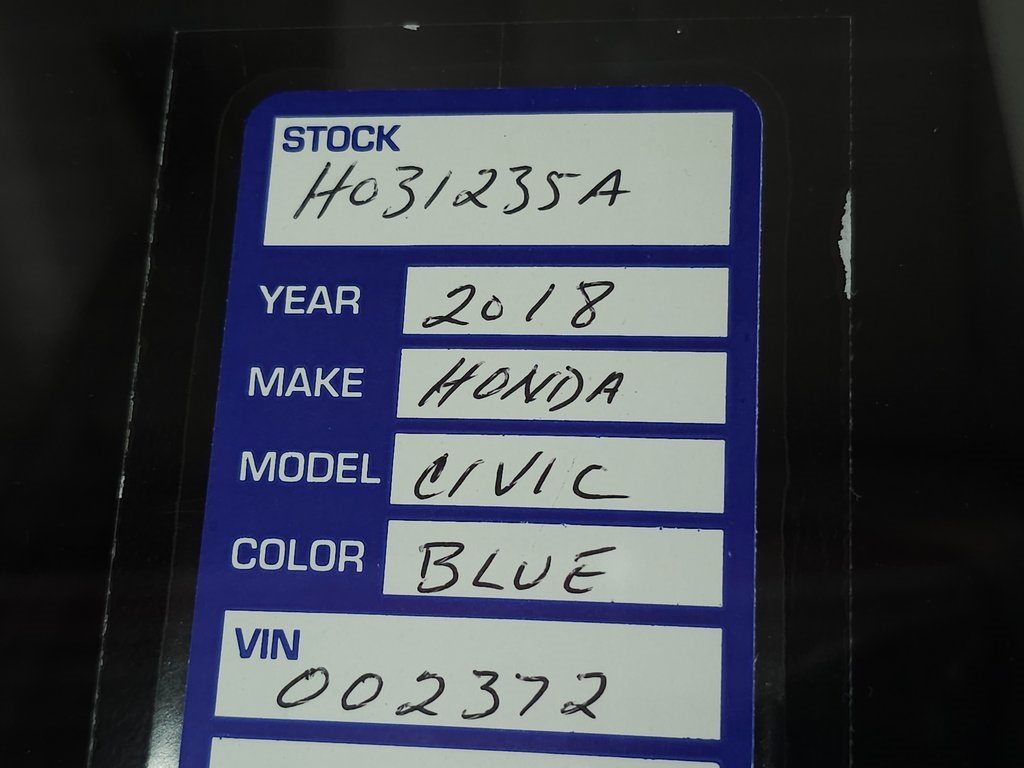 STOCK
H031235A
YEAR 2018
MAKE HONDA
MODEL CIVIC
COLOR BLUE
VIN
002372